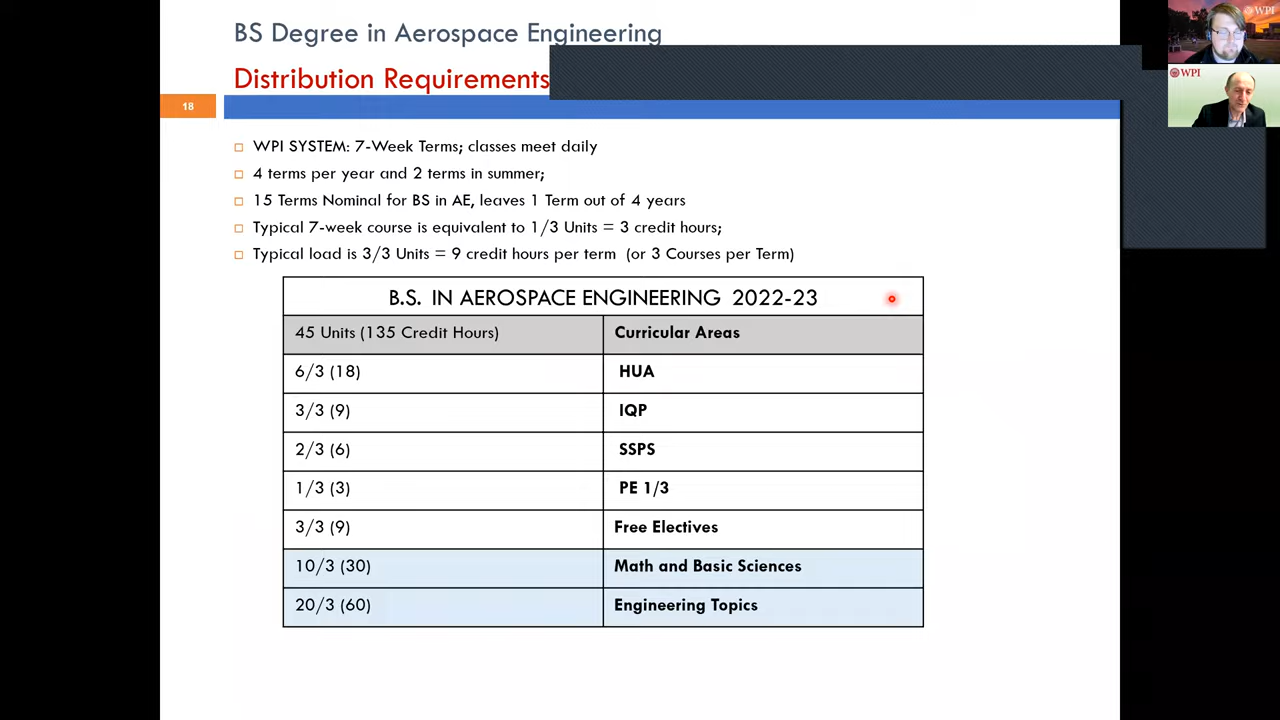 BS Degree in Aerospace Engineering
Distribution Requirements
18
WPI SYSTEM: 7-Week Terms; classes meet daily
4 terms per year and 2 terms in summer;
15 Terms Nominal for BS in AE, leaves 1 Term out of 4 years
Typical 7-week course is equivalent to 1/3 Units = 3 credit hours;
Typical load is 3/3 Units = 9 credit hours per term (or 3 Courses per Term)
B.S. IN AEROSPACE ENGINEERING 2022-23
45 Units (135 Credit Hours) Curricular Areas
6/3 (18) HUA
3/3 (9) IQP
2/3 (6) SSPS
1/3 (3) PE 1/3
3/3 (9) Free Electives
10/3 (30) Math and Basic Sciences
20/3 (60) Engineering Topics
WPI
WPI